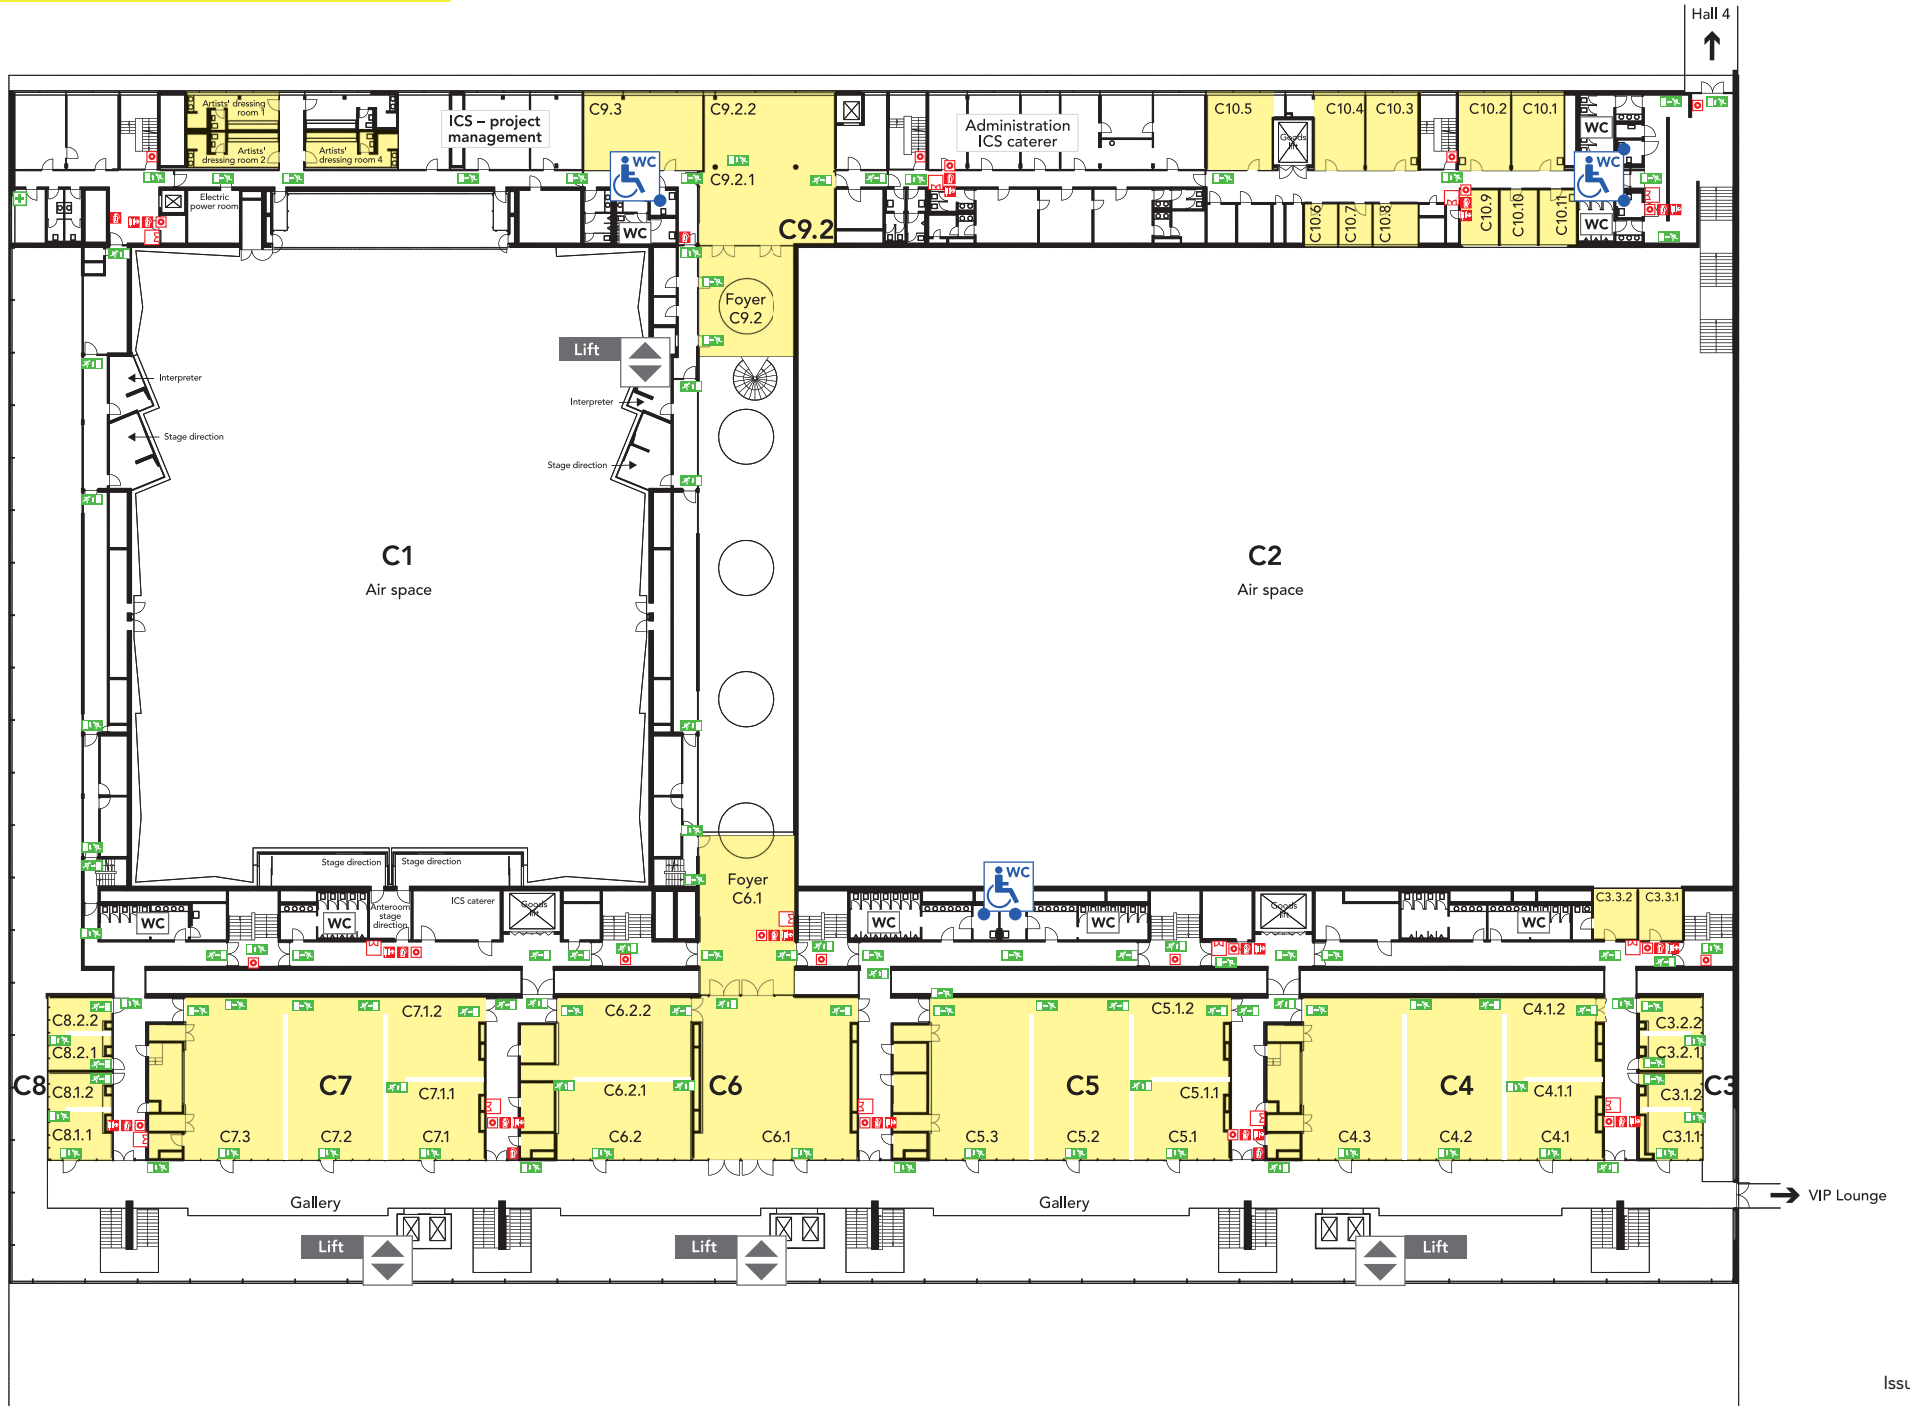 Hall 4
Artists' dressing
room 1
Artists'
dressing room 2
Artists'
dressing room 4
ICS – project
management
C9.3
C9.2.2
C9.2.1
C9.2
WC
WC
Administration
ICS caterer
C10.5
Goods
lift
C10.4
C10.3
C10.2
C10.1
WC
WC
WC
C10.6
C10.7
C10.8
C10.9
C10.10
C10.11
Electric
power room
Foyer
C9.2
Lift
Interpreter
Interpreter
Stage direction
Stage direction
C1
Air space
C2
Air space
Stage direction
Stage direction
Foyer
C6.1
WC
WC
Anteroom
stage
direction
ICS caterer
Goods
lift
WC
WC
WC
Goods
lift
WC
C3.3.2
C3.3.1
C8.2.2
C8.2.1
C8
C8.1.2
C8.1.1
C7.1.2
C7
C7.1.1
C7.3
C7.2
C7.1
C6.2.2
C6.2.1
C6
C6.2
C6.1
C5.1.2
C5
C5.1.1
C5.3
C5.2
C5.1
C4.1.2
C4
C4.1.1
C4.3
C4.2
C4.1
C3.2.2
C3.2.1
C3
C3.1.2
C3.1.1
Gallery
Gallery
VIP Lounge
Lift
Lift
Lift
Issu